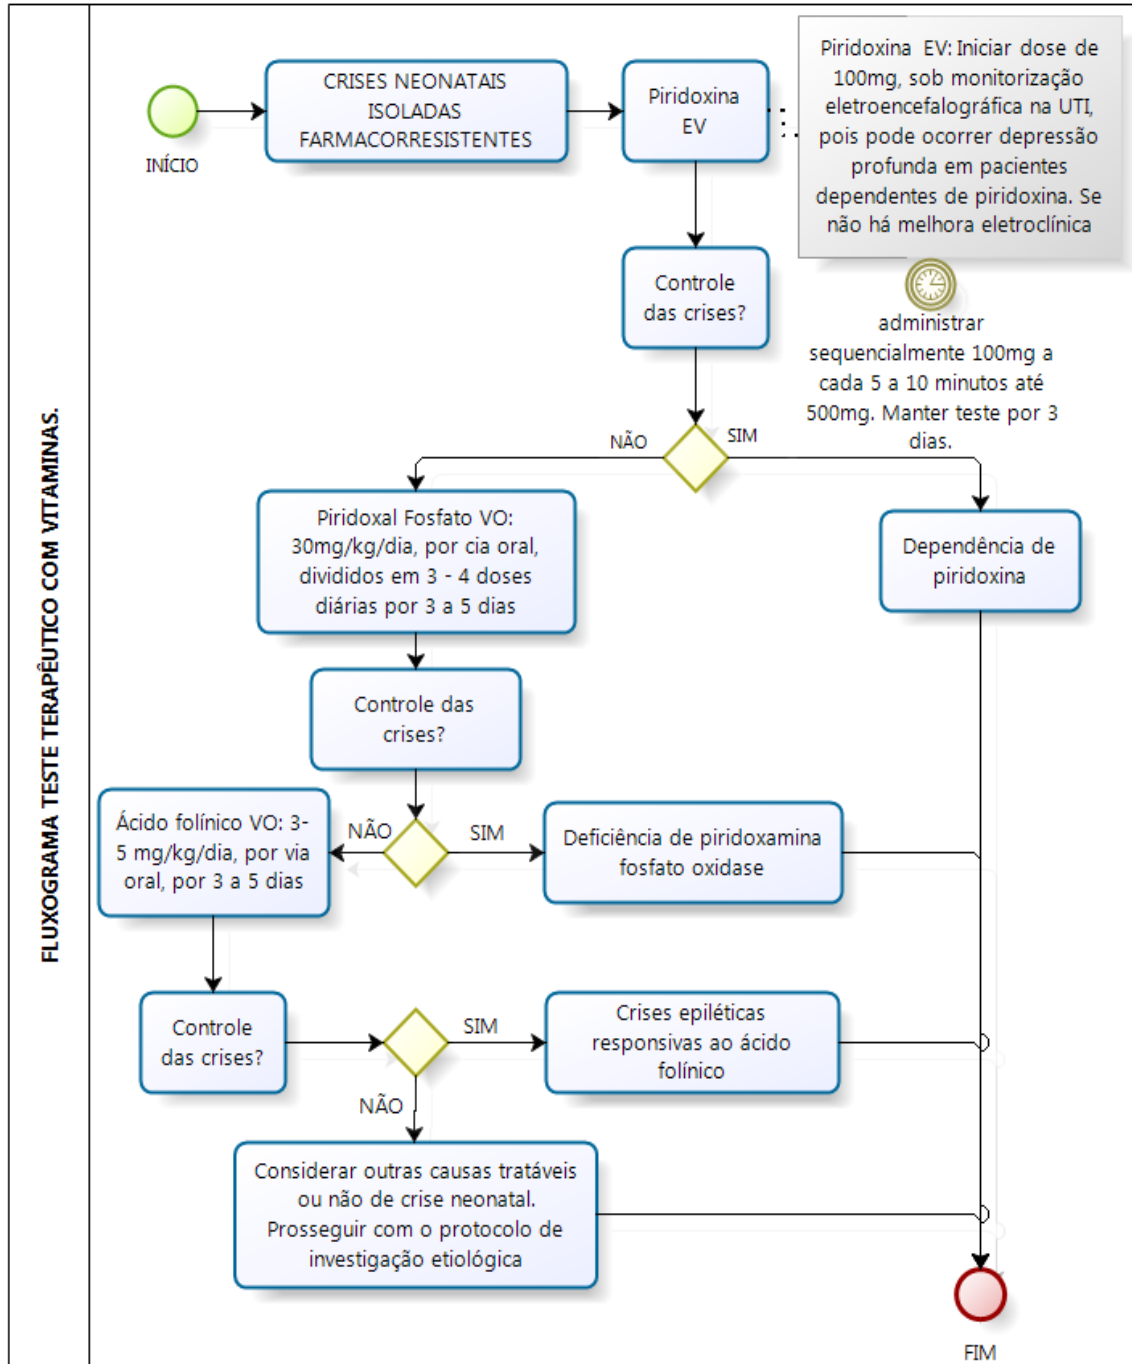 FLUXOGRAMA TESTE TERAPÊUTICO COM VITAMINAS.
INÍCIO
CRISES NEONATAIS
ISOLADAS
FARMACORRESISTENTES
Piridoxina
EV
Piridoxina EV: Iniciar dose de
100mg, sob monitorização
eletroencefalográfica na UTI,
pois pode ocorrer depressão
profunda em pacientes
dependentes de piridoxina. Se
não há melhora eletroclínica
administrar
sequencialmente 100mg a
cada 5 a 10 minutos até
500mg. Manter teste por 3
dias.
Controle
das crises?
NÃO
SIM
Piridoxal Fosfato VO:
30mg/kg/dia, por cia oral,
divididos em 3 - 4 doses
diárias por 3 a 5 dias
Dependência de
piridoxina
Controle das
crises?
NÃO
SIM
Ácido folínico VO: 3-
5 mg/kg/dia, por via
oral, por 3 a 5 dias
Deficiência de piridoxamina
fosfato oxidase
Controle
das crises?
SIM
NÃO
Crises epiléticas
responsivas ao ácido
folínico
Considerar outras causas tratáveis
ou não de crise neonatal.
Prosseguir com o protocolo de
investigação etiológica
FIM